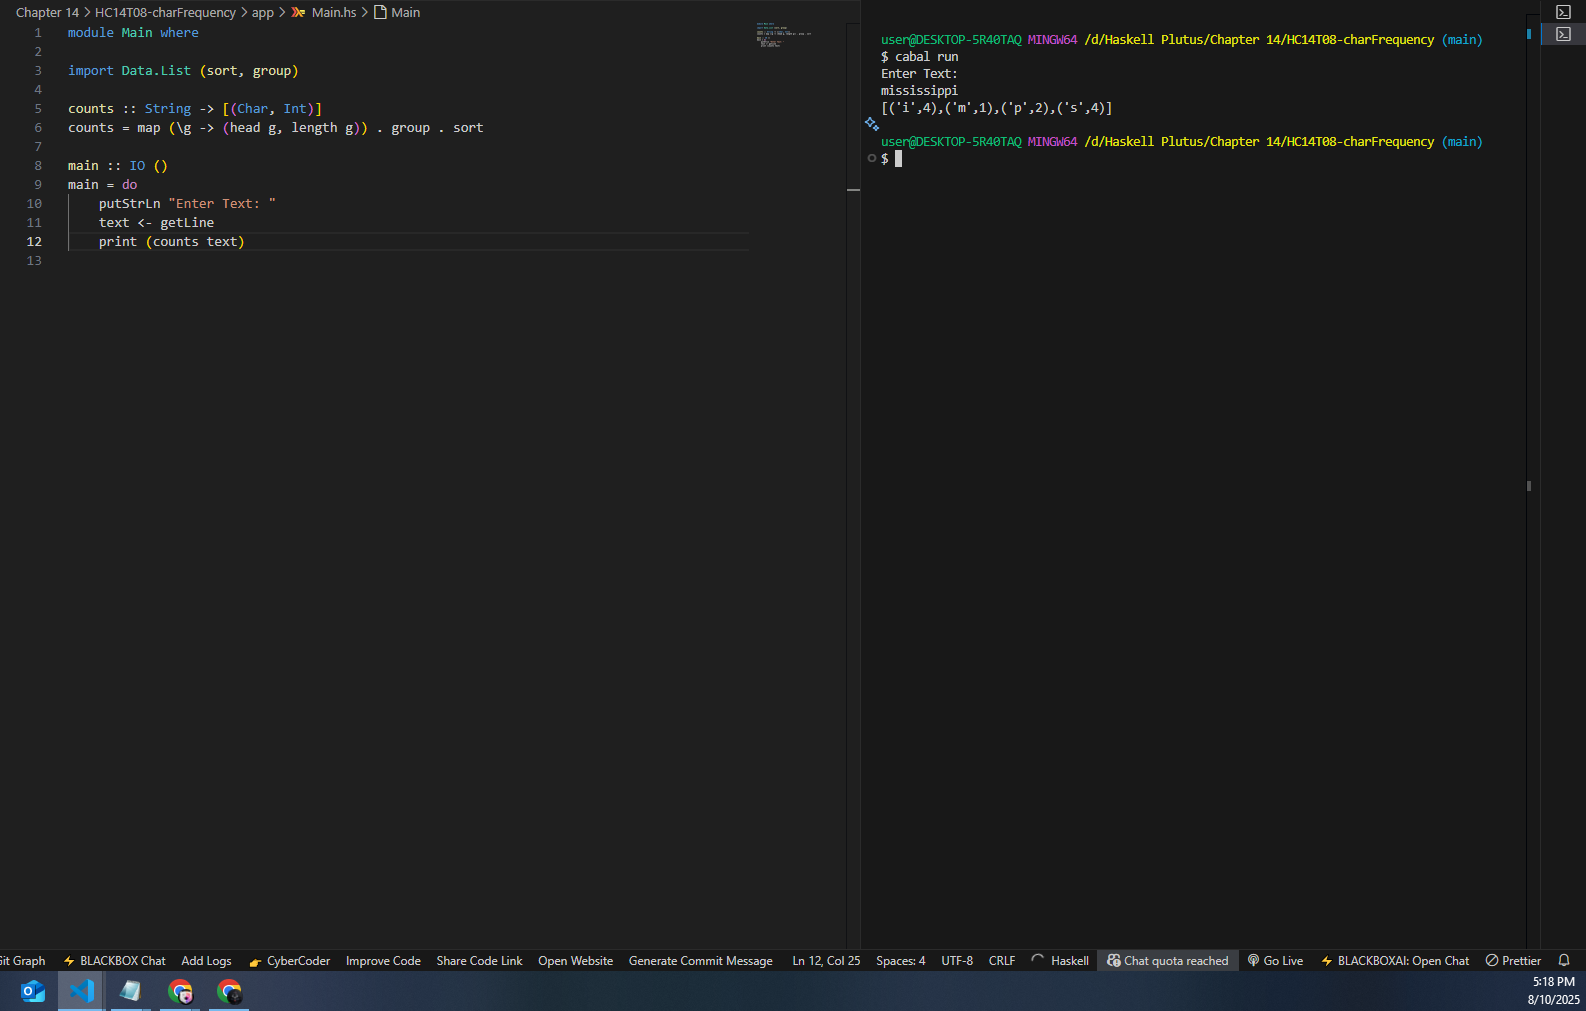 Chapter 14 > HC14T08-charFrequency > app > Main.hs > Main
1 module Main where
2
3 import Data.List (sort, group)
4
5 counts :: String -> [(Char, Int)]
6 counts = map (\g -> (head g, length g)) . group . sort
7
8 main :: IO ()
9 main = do
10     putStrLn "Enter Text: "
11     text <- getLine
12     print (counts text)
13
user@DESKTOP-5R40TAQ MINGW64 /d/Haskell Plutus/Chapter 14/HC14T08-charFrequency (main)
$ cabal run
Enter Text:
mississippi
[('i',4),('m',1),('p',2),('s',4)]
user@DESKTOP-5R40TAQ MINGW64 /d/Haskell Plutus/Chapter 14/HC14T08-charFrequency (main)
$
Git Graph BLACKBOX Chat Add Logs CyberCoder Improve Code Share Code Link Open Website Generate Commit Message Ln 12, Col 25 Spaces: 4 UTF-8 CRLF Haskell Chat quota reached Go Live BLACKBOXAI: Open Chat Prettier
5:18 PM
8/10/2025